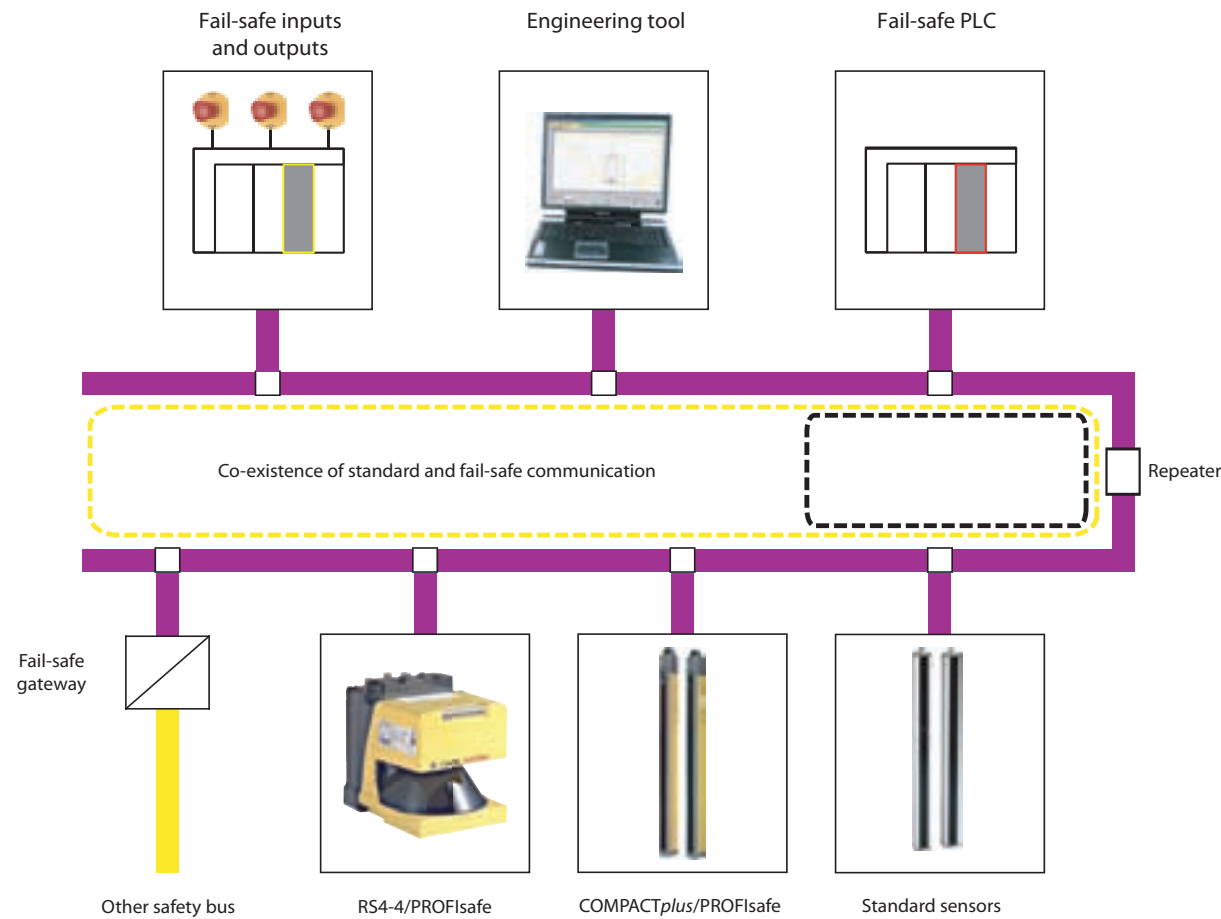 Fail-safe inputs
and outputs
Engineering tool
Fail-safe PLC
Co-existence of standard and fail-safe communication
Repeater
Fail-safe
gateway
Other safety bus
RS4-4/PROFIsafe
COMPACTplus/PROFIsafe
Standard sensors